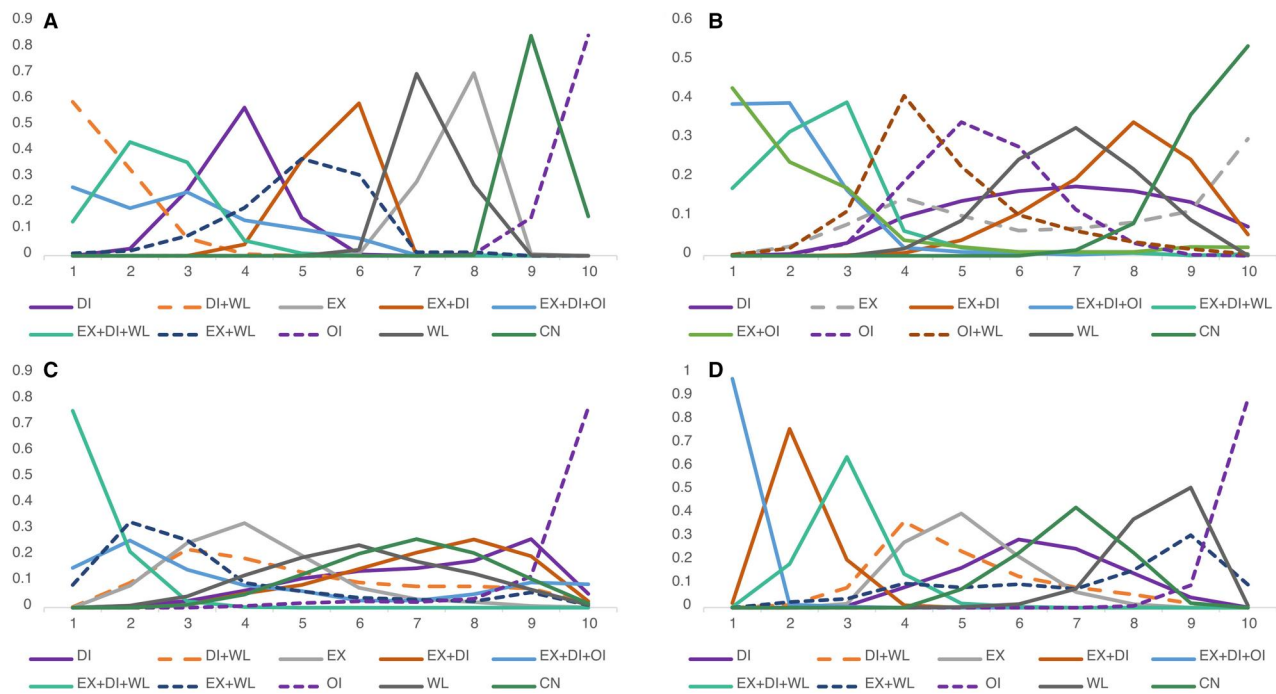 A
0.9
0.8
0.7
0.6
0.5
0.4
0.3
0.2
0.1
0
1 2 3 4 5 6 7 8 9 10
DI DI+WL EX EX+DI EX+DI+OI
EX+DI+WL EX+WL OI WL CN
B
0.6
0.5
0.4
0.3
0.2
0.1
0
1 2 3 4 5 6 7 8 9 10
DI EX EX+DI EX+DI+OI EX+DI+WL
EX+OI OI OI+WL WL CN
C
0.9
0.8
0.7
0.6
0.5
0.4
0.3
0.2
0.1
0
1 2 3 4 5 6 7 8 9 10
DI DI+WL EX EX+DI EX+DI+OI
EX+DI+WL EX+WL OI WL CN
D
1
0.9
0.8
0.7
0.6
0.5
0.4
0.3
0.2
0.1
0
1 2 3 4 5 6 7 8 9 10
DI DI+WL EX EX+DI EX+DI+OI
EX+DI+WL EX+WL OI WL CN